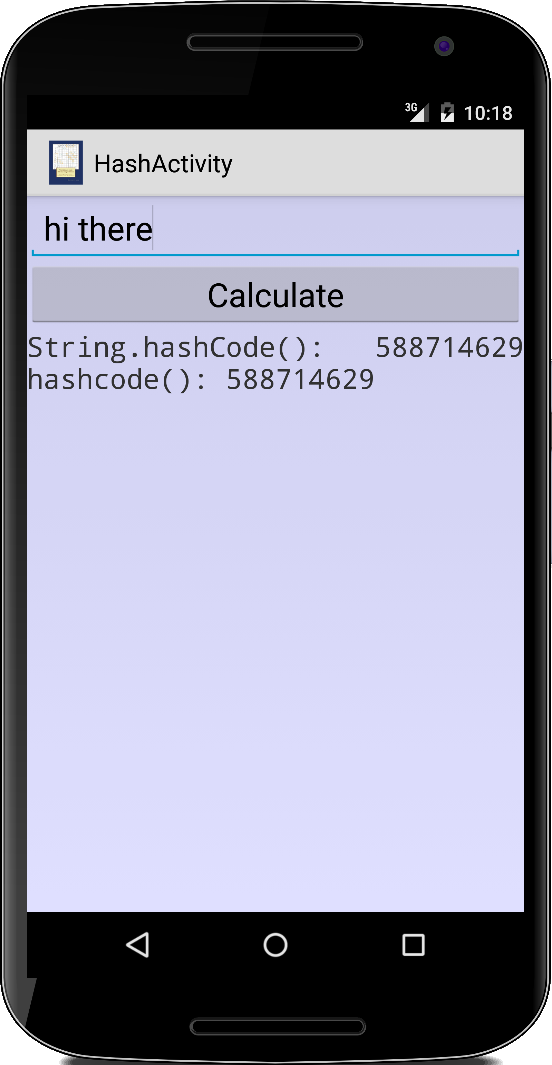 3G 10:18
HashActivity
hi there
Calculate
String.hashCode():   588714629
hashcode(): 588714629